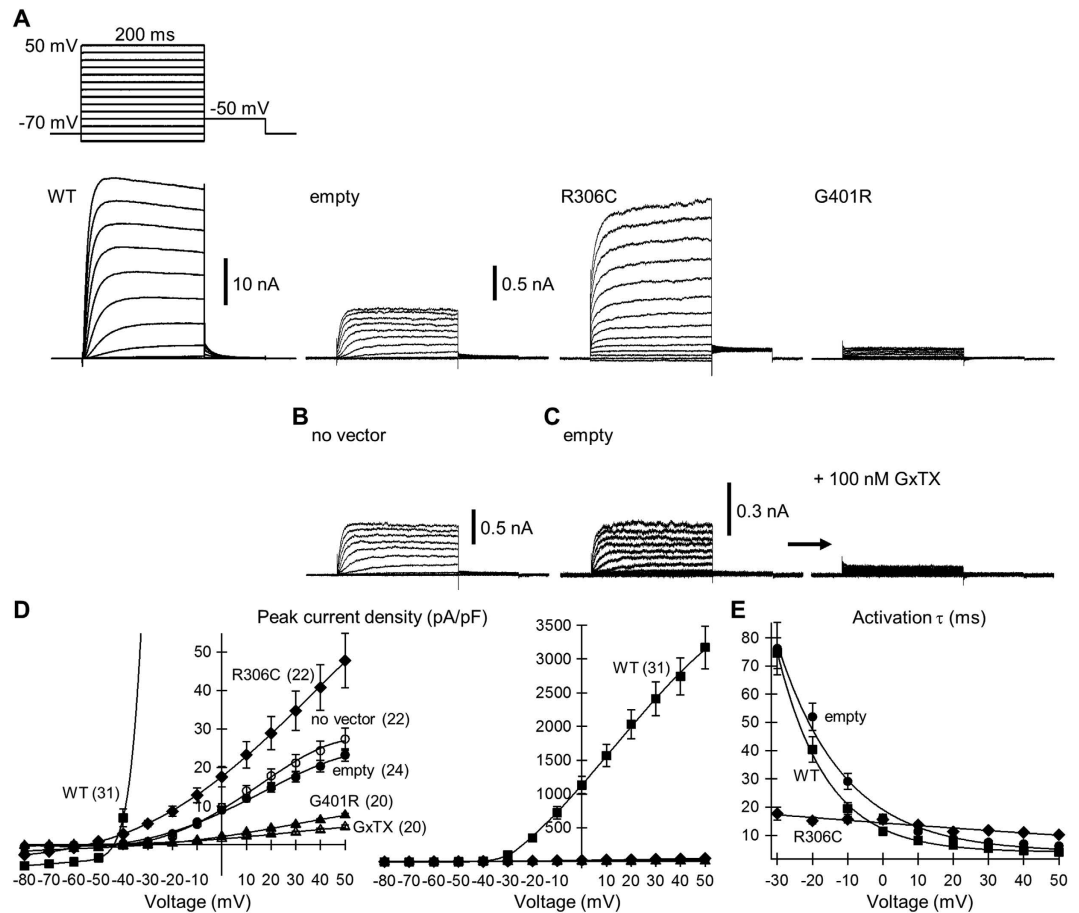 A
200 ms
50 mV
-50 mV
-70 mV
WT
empty
R306C
G401R
10 nA
0.5 nA
B
C
no vector
empty
+ 100 nM GxTX
0.5 nA
0.3 nA
D
Peak current density (pA/pF)
E
Activation τ (ms)
50
40
30
20
10
R306C (22)
no vector (22)
WT (31)
empty (24)
G401R (20)
GxTX (20)
-80 -70 -60 -50 -40 -30 -20 -10 0 10 20 30 40 50
Voltage (mV)
3500
3000
2500
2000
1500
1000
500
WT (31)
-80 -70 -60 -50 -40 -30 -20 -10 0 10 20 30 40 50
Voltage (mV)
80
70
60
50
40
30
20
10
empty
WT
R306C
-30 -20 -10 0 10 20 30 40 50
Voltage (mV)